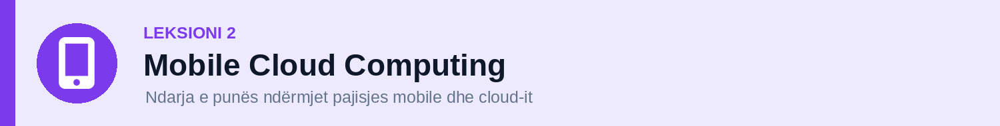 LEKSIONI 2
Mobile Cloud Computing
Ndarja e punës ndërmjet pajisjes mobile dhe cloud-it